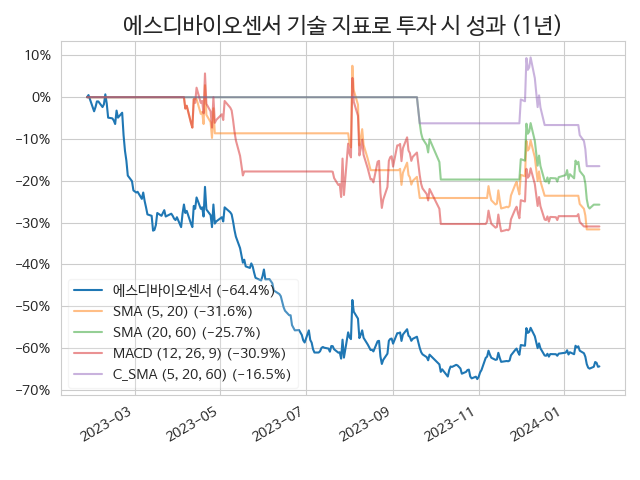 에스디바이오센서 기술 지표로 투자 시 성과 (1년)
10%
0%
−10%
−20%
−30%
−40%
−50%
−60%
−70%
에스디바이오센서 (−64.4%)
SMA (5, 20) (−31.6%)
SMA (20, 60) (−25.7%)
MACD (12, 26, 9) (−30.9%)
C_SMA (5, 20, 60) (−16.5%)
2023−03
2023−05
2023−07
2023−09
2023−11
2024−01